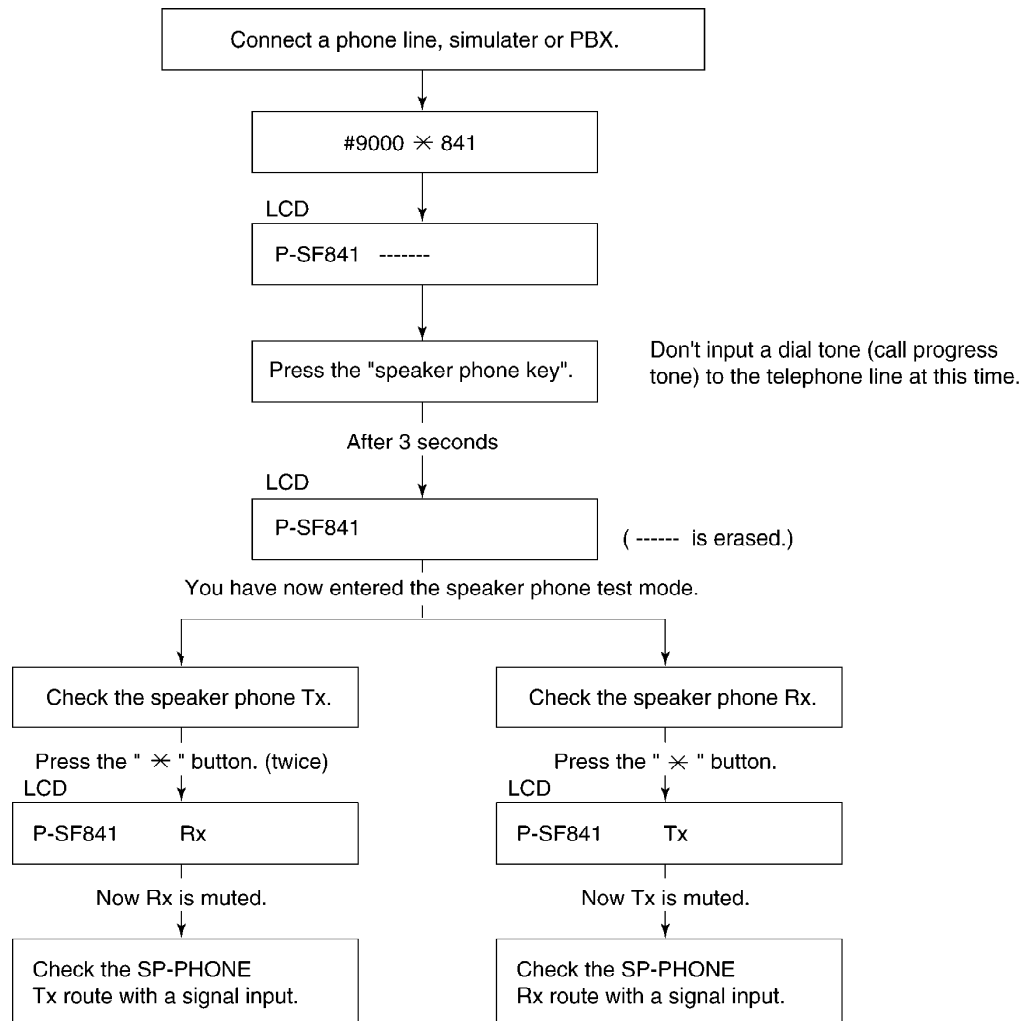 Connect a phone line, simulater or PBX.
#9000 ✳ 841
LCD
P-SF841 -------
Press the "speaker phone key".
Don't input a dial tone (call progress
tone) to the telephone line at this time.
After 3 seconds
LCD
P-SF841
( ------ is erased.)
You have now entered the speaker phone test mode.
Check the speaker phone Tx.
Press the " ✳ " button. (twice)
LCD
P-SF841 Rx
Now Rx is muted.
Check the SP-PHONE
Tx route with a signal input.
Check the speaker phone Rx.
Press the " ✳ " button.
LCD
P-SF841 Tx
Now Tx is muted.
Check the SP-PHONE
Rx route with a signal input.